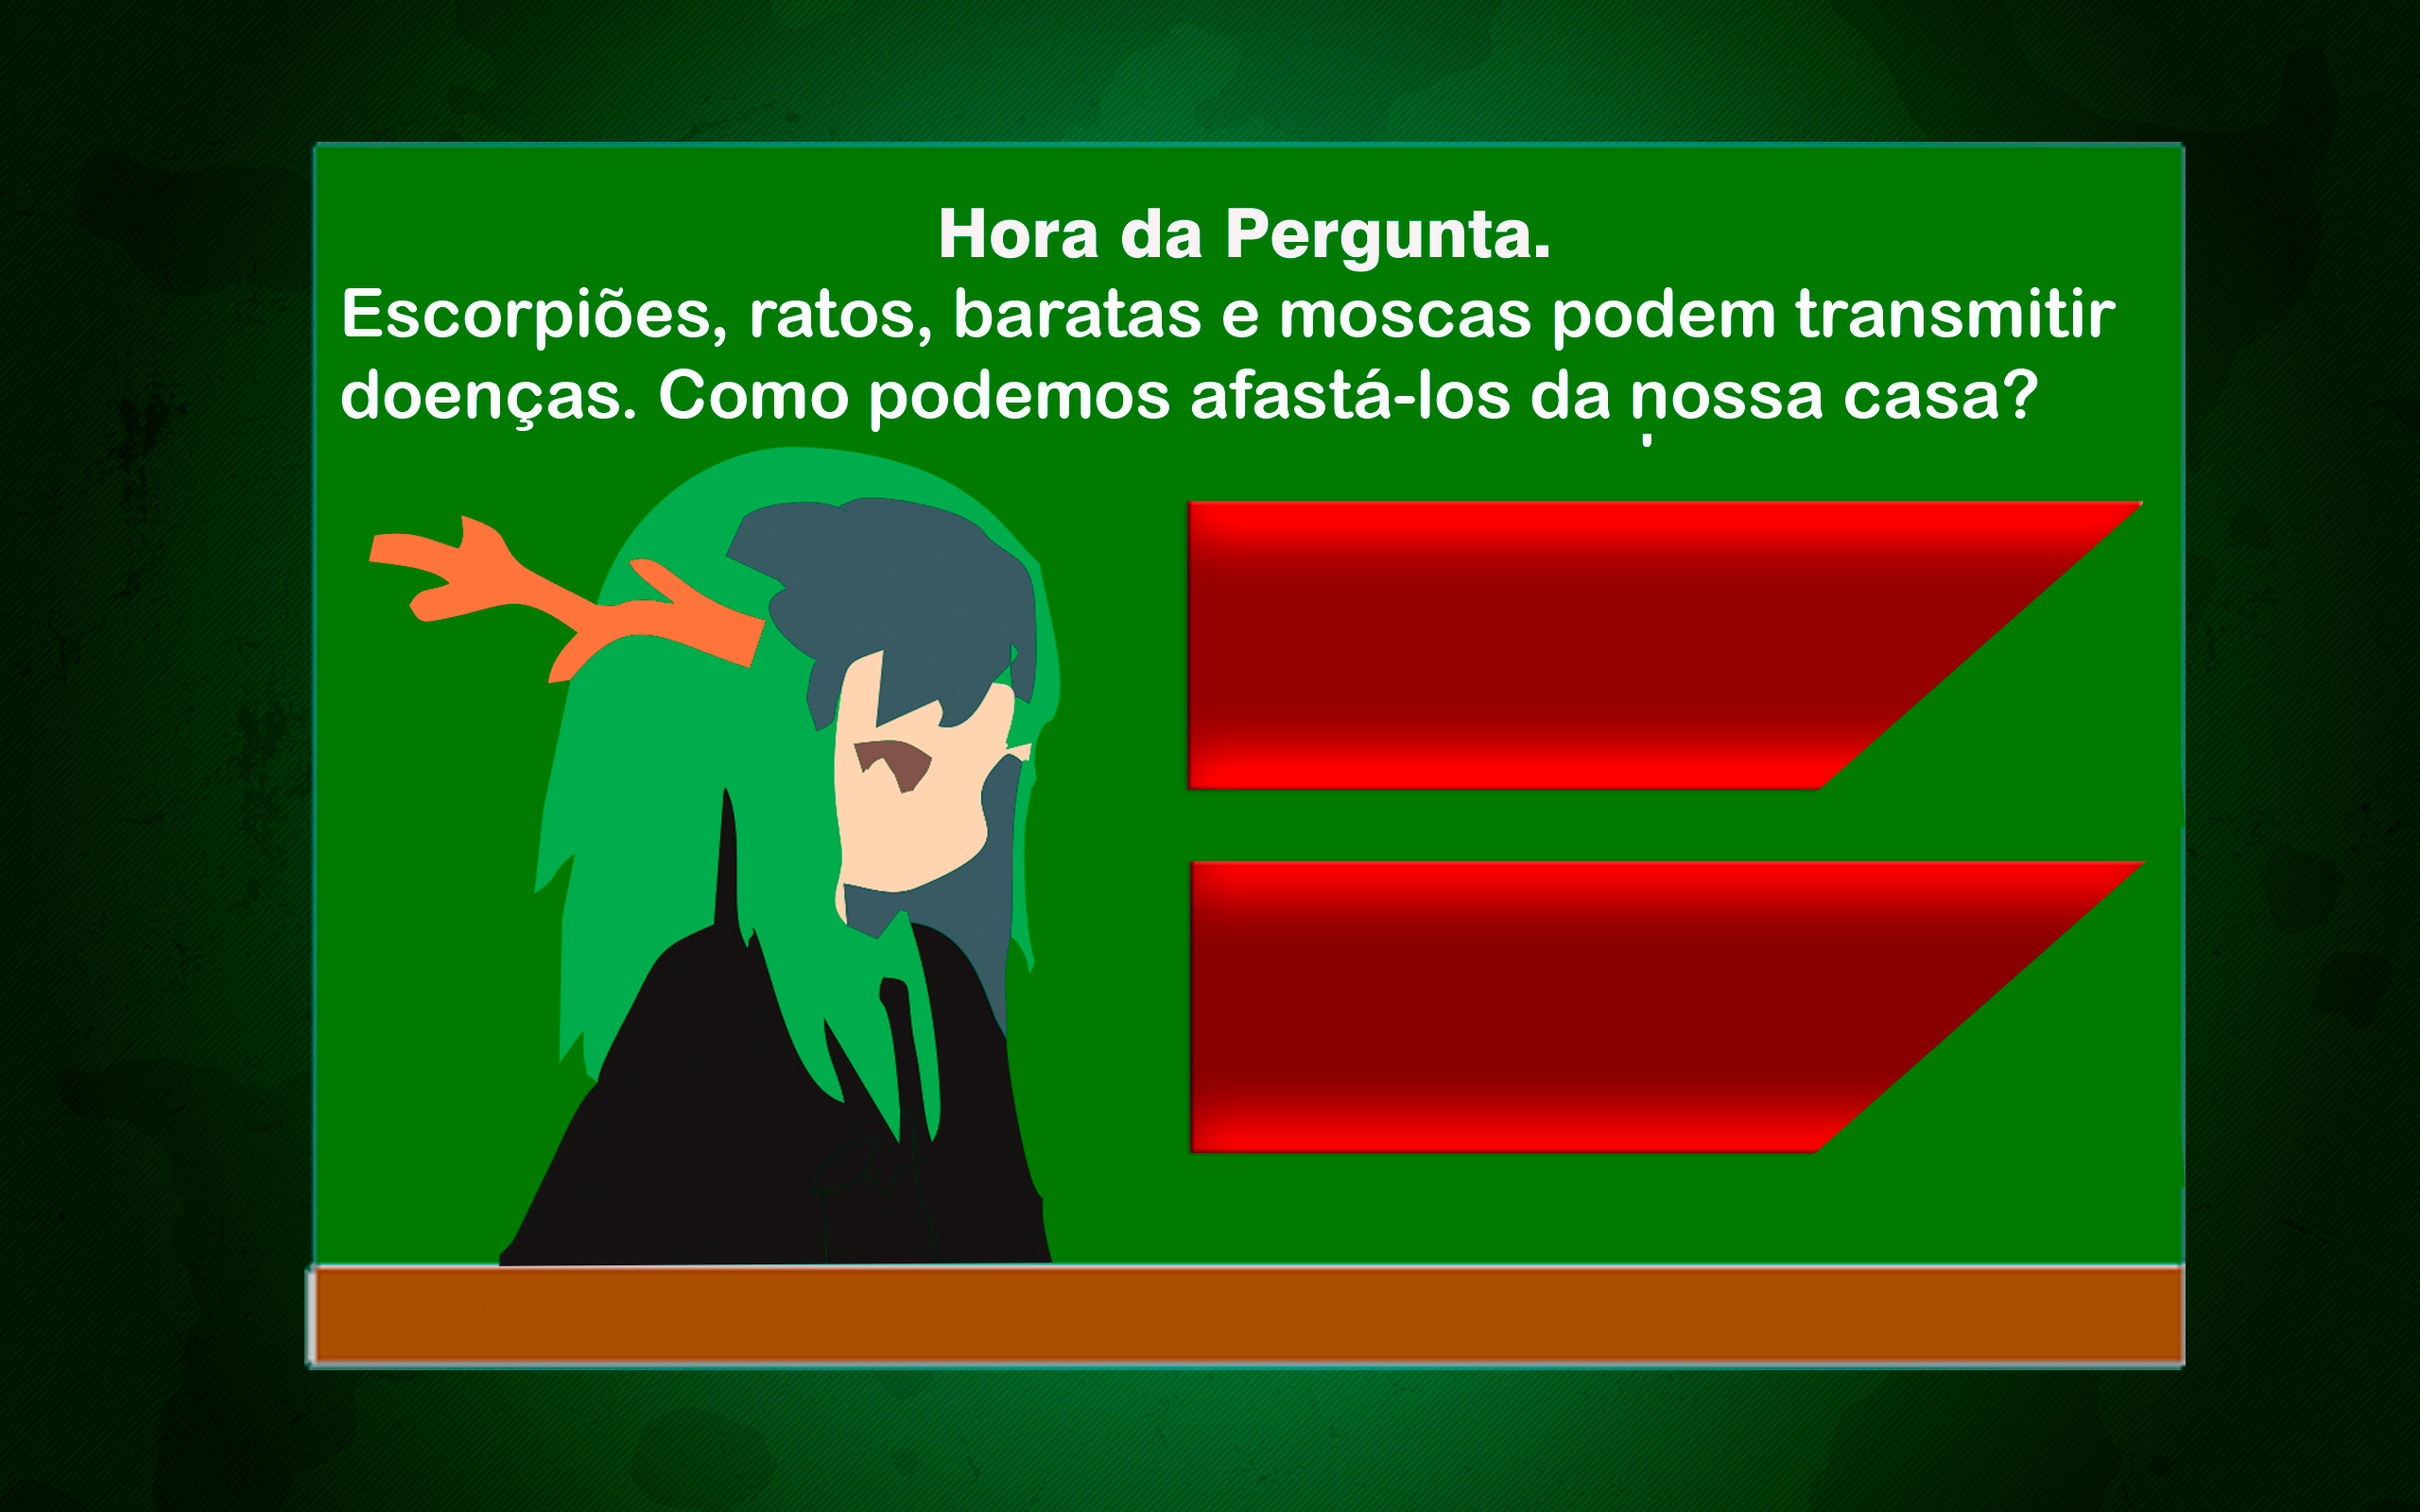 Hora da Pergunta.
Escorpiões, ratos, baratas e moscas podem transmitir
doenças. Como podemos afastá-los da nossa casa?